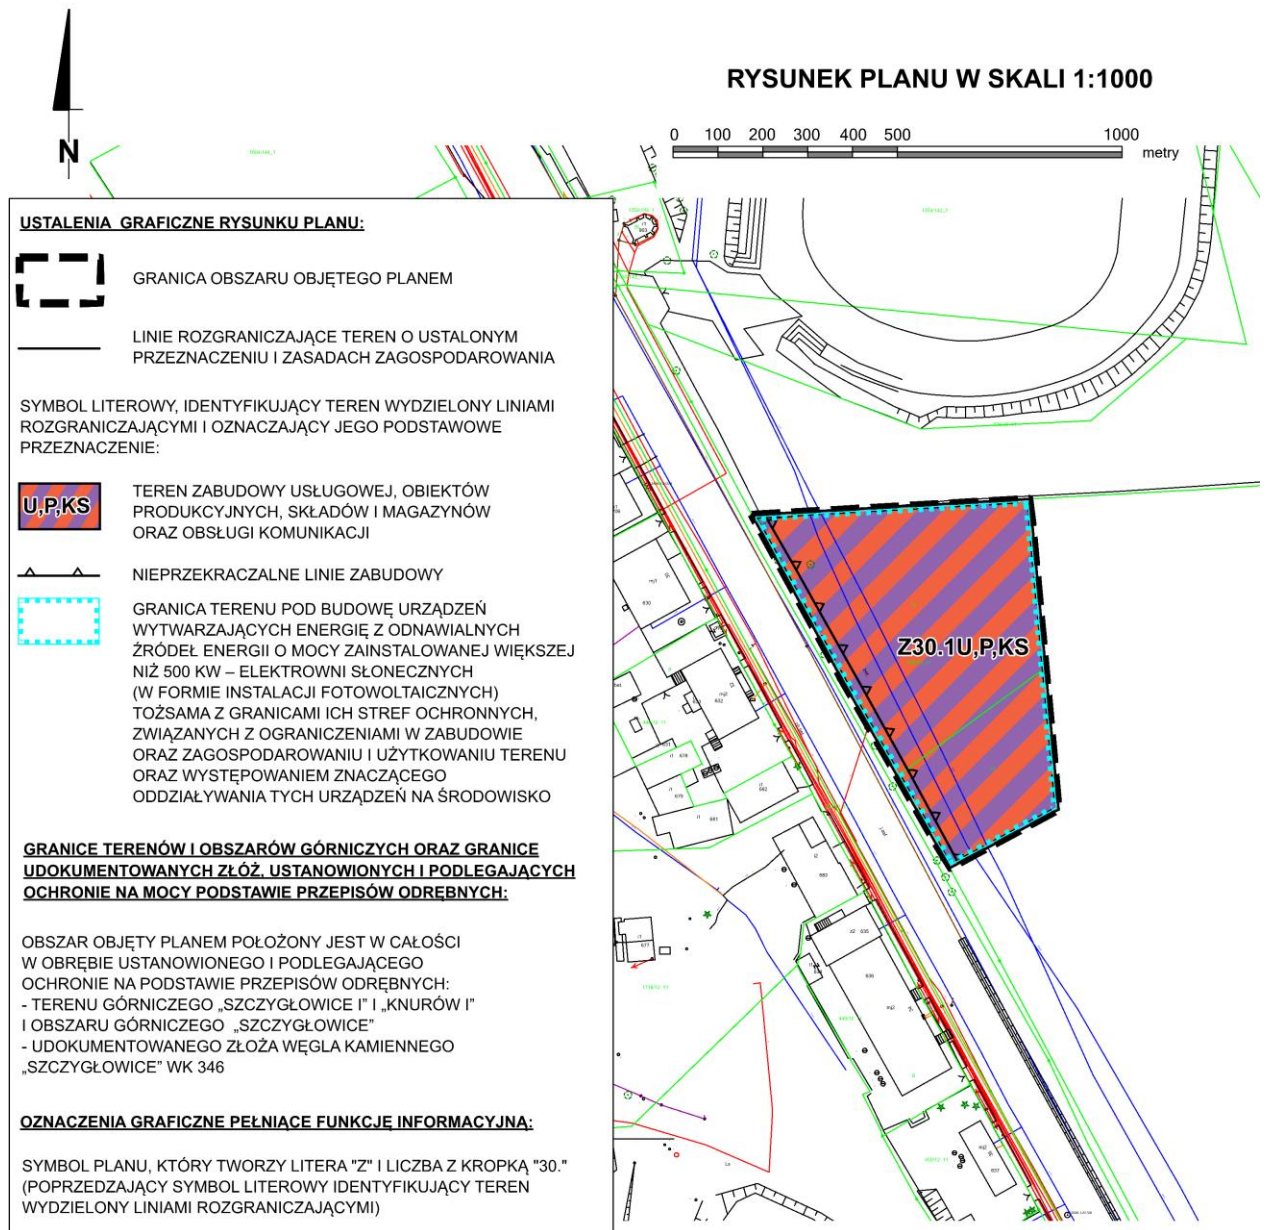 RYSUNEK PLANU W SKALI 1:1000
0 100 200 300 400 500 1000
metry
N
USTALENIA GRAFICZNE RYSUNKU PLANU:
GRANICA OBSZARU OBJĘTEGO PLANEM
LINIE ROZGRANICZAJĄCE TEREN O USTALONYM
PRZEZNACZENIU I ZASADACH ZAGOSPODAROWANIA
SYMBOL LITEROWY, IDENTYFIKUJĄCY TEREN WYDZIELONY LINIAMI
ROZGRANICZAJĄCYMI I OZNACZAJĄCY JEGO PODSTAWOWE
PRZEZNACZENIE:
U,P,KS
TEREN ZABUDOWY USŁUGOWEJ, OBIEKTÓW
PRODUKCYJNYCH, SKŁADÓW I MAGAZYNÓW
ORAZ OBSŁUGI KOMUNIKACJI
NIEPRZEKRACZALNE LINIE ZABUDOWY
GRANICA TERENU POD BUDOWĘ URZĄDZEŃ
WYTWARZAJĄCYCH ENERGIĘ Z ODNAWIALNYCH
ŹRÓDEŁ ENERGII O MOCY ZAINSTALOWANEJ WIĘKSZEJ
NIŻ 500 KW – ELEKTROWNI SŁONECZNYCH
(W FORMIE INSTALACJI FOTOWOLTAICZNYCH)
TOŻSAMA Z GRANICAMI ICH STREF OCHRONNYCH,
ZWIĄZANYCH Z OGRANICZENIAMI W ZABUDOWIE
ORAZ ZAGOSPODAROWANIU I UŻYTKOWANIU TERENU
ORAZ WYSTĘPOWANIEM ZNACZĄCEGO
ODDZIAŁYWANIA TYCH URZĄDZEŃ NA ŚRODOWISKO
GRANICE TERENÓW I OBSZARÓW GÓRNICZYCH ORAZ GRANICE
UDOKUMENTOWANYCH ZŁÓŻ, USTANOWIONYCH I PODLEGAJĄCYCH
OCHRONIE NA MOCY PODSTAWIE PRZEPISÓW ODRĘBNYCH:
OBSZAR OBJĘTY PLANEM POŁOŻONY JEST W CAŁOŚCI
W OBRĘBIE USTANOWIONEGO I PODLEGAJĄCEGO
OCHRONIE NA PODSTAWIE PRZEPISÓW ODRĘBNYCH:
- TERENU GÓRNICZEGO „SZCZYGŁOWICE I" I „KNURÓW I"
I OBSZARU GÓRNICZEGO „SZCZYGŁOWICE"
- UDOKUMENTOWANEGO ZŁOŻA WĘGLA KAMIENNEGO
„SZCZYGŁOWICE" WK 346
OZNACZENIA GRAFICZNE PEŁNIĄCE FUNKCJĘ INFORMACYJNĄ:
SYMBOL PLANU, KTÓRY TWORZY LITERA "Z" I LICZBA Z KROPKĄ "30."
(POPRZEDZAJĄCY SYMBOL LITEROWY IDENTYFIKUJĄCY TEREN
WYDZIELONY LINIAMI ROZGRANICZAJĄCYMI)
Z30.1U,P,KS